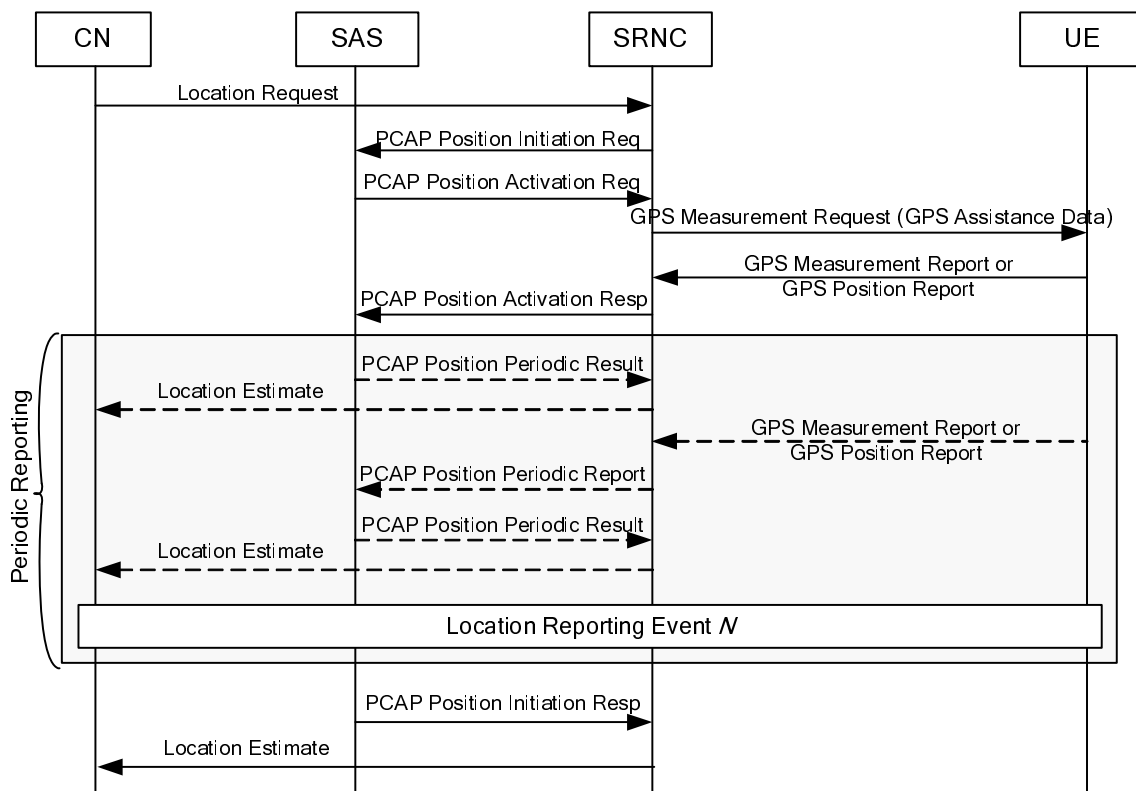 CN
SAS
SRNC
UE
Location Request
PCAP Position Initiation Req
PCAP Position Activation Req
GPS Measurement Request (GPS Assistance Data)
GPS Measurement Report or
GPS Position Report
PCAP Position Activation Resp
Periodic Reporting
PCAP Position Periodic Result
Location Estimate
GPS Measurement Report or
GPS Position Report
PCAP Position Periodic Report
PCAP Position Periodic Result
Location Estimate
Location Reporting Event N
PCAP Position Initiation Resp
Location Estimate